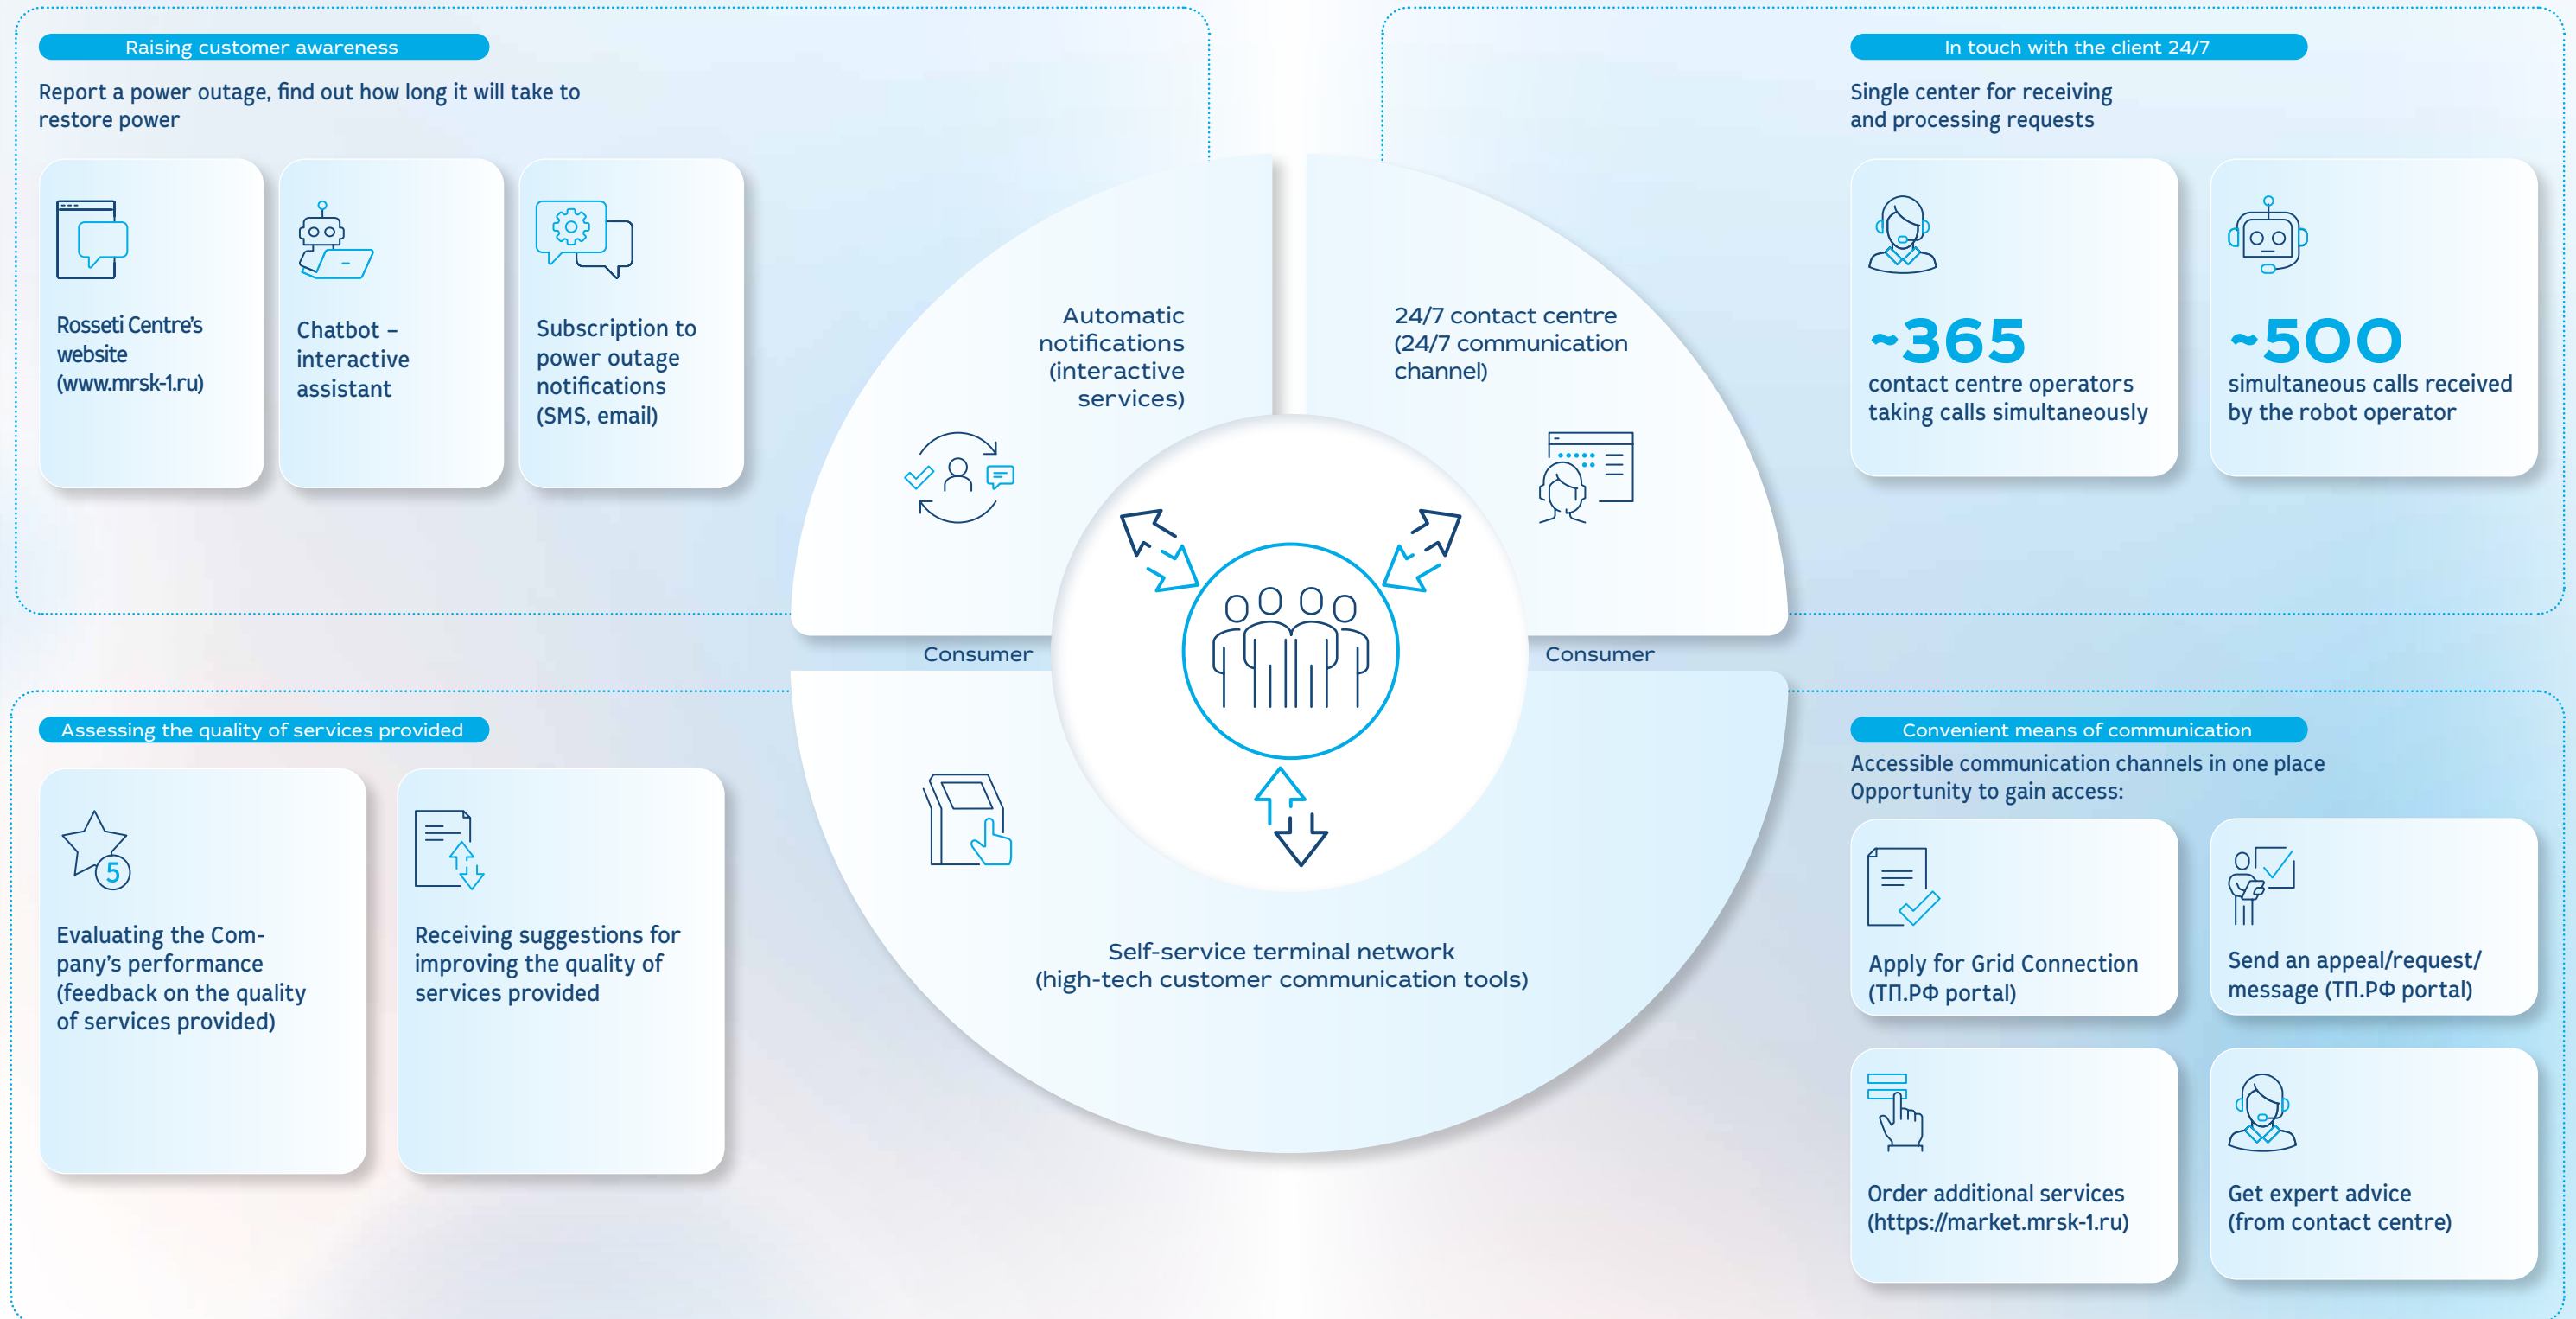 Raising customer awareness
Report a power outage, find out how long it will take to
restore power
Rosseti Centre's
website
(www.mrsk-1.ru)
Chatbot –
interactive
assistant
Subscription to
power outage
notifications
(SMS, email)
Automatic
notifications
(interactive
services)
24/7 contact centre
(24/7 communication
channel)
In touch with the client 24/7
Single center for receiving
and processing requests
~365
contact centre operators
taking calls simultaneously
~500
simultaneous calls received
by the robot operator
Consumer
Consumer
Assessing the quality of services provided
5
Evaluating the Com-
pany's performance
(feedback on the quality
of services provided)
Receiving suggestions for
improving the quality of
services provided
Self-service terminal network
(high-tech customer communication tools)
Convenient means of communication
Accessible communication channels in one place
Opportunity to gain access:
Apply for Grid Connection
(ТП.РФ portal)
Send an appeal/request/
message (ТП.РФ portal)
Order additional services
(https://market.mrsk-1.ru)
Get expert advice
(from contact centre)